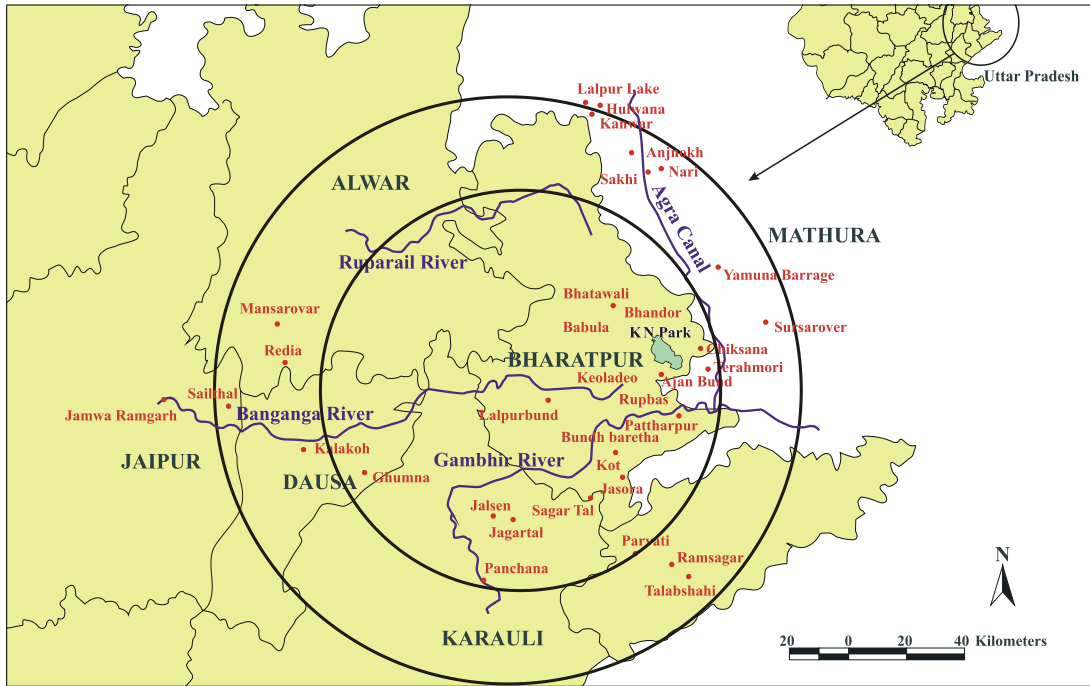 Uttar Pradesh
Lalpur Lake
Hulwana
Kanwar
Anjnokh
Sakhi
Nari
ALWAR
Agra Canal
MATHURA
Ruparail River
Yamuna Barrage
Mansarovar
Bhatawali
Bhandor
Babula
K N Park
Sursarover
Redia
BHARATPUR
Chiksana
Terahmori
Keoladeo
Ajan Bund
Sailthal
Rupbas
Jamwa Ramgarh
Banganga River
Lalpurbund
Pattharpur
Bundh baretha
Kalakoh
JAIPUR
Gambhir River
Kot
DAUSA
Ghumna
Jasora
Jalsen
Sagar Tal
Jagartal
Parvati
Ramsagar
Panchana
Talabshahi
N
KARAULI
20 0 20 40 Kilometers